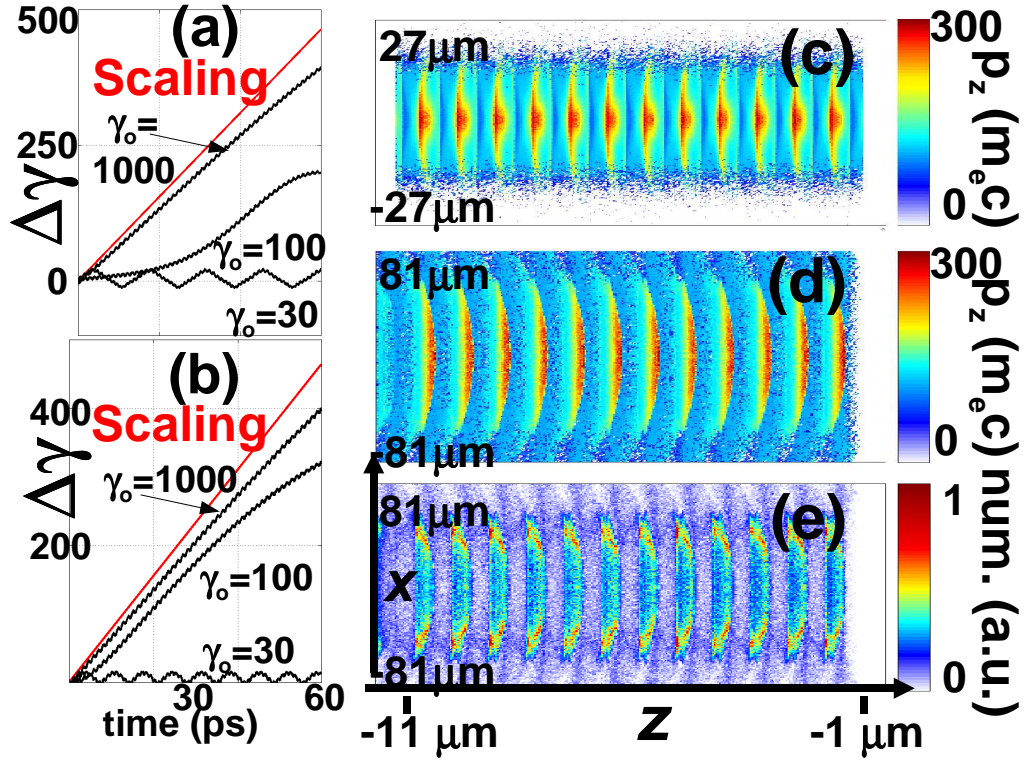 500
(a)
Scaling
γo=
1000
250
Δγ
γo=100
0
γo=30
(b)
400
Scaling
Δγ
γo=1000
200
γo=100
γo=30
30
60
time (ps)
27μm
(c)
-27μm
300
pz (mec)
0
81μm
(d)
-81μm
300
pz (mec)
0
81μm
(e)
x
-81μm
1
num. (a.u.)
0
-11 μm
z
-1 μm